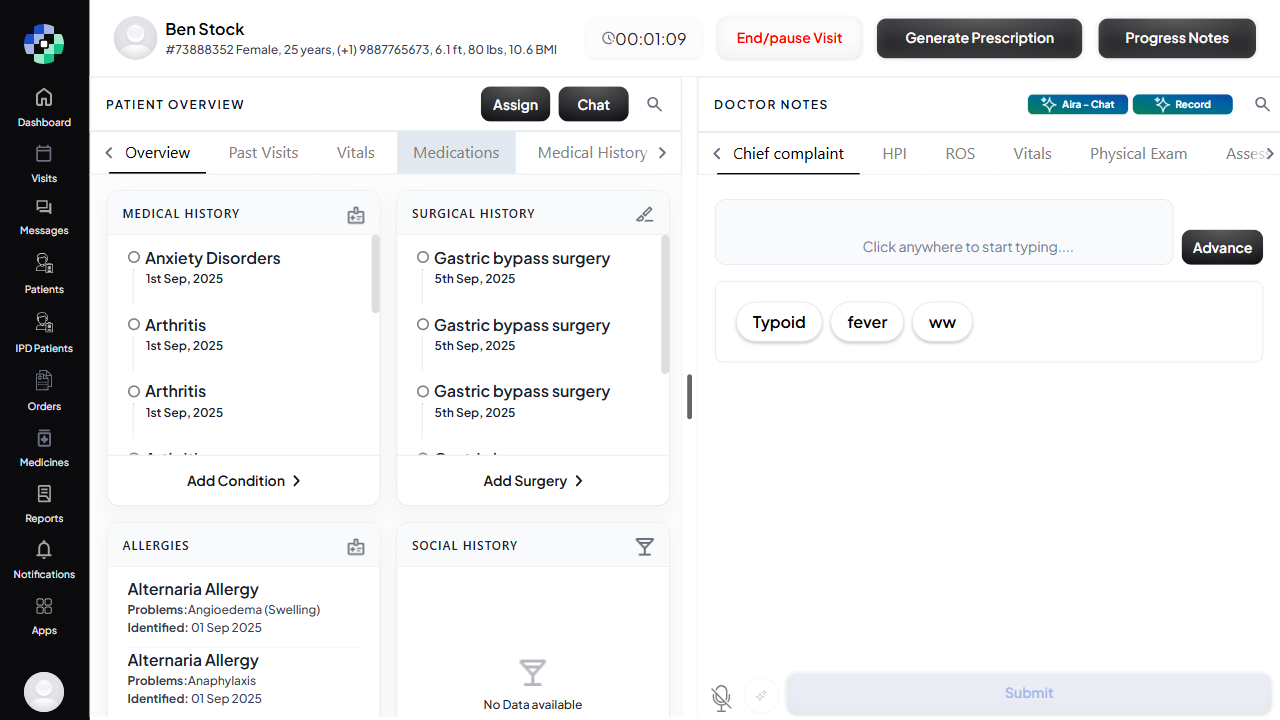 Dashboard
Visits
Messages
Patients
IPD Patients
Orders
Medicines
Reports
Notifications
Apps
Ben Stock
#73888352 Female, 25 years, (+1) 9887765673, 6.1 ft, 80 lbs, 10.6 BMI
00:01:09
End/pause Visit
Generate Prescription
Progress Notes
PATIENT OVERVIEW
Assign
Chat
Overview
Past Visits
Vitals
Medications
Medical History
MEDICAL HISTORY
Anxiety Disorders
1st Sep, 2025
Arthritis
1st Sep, 2025
Arthritis
1st Sep, 2025
Add Condition
SURGICAL HISTORY
Gastric bypass surgery
5th Sep, 2025
Gastric bypass surgery
5th Sep, 2025
Gastric bypass surgery
5th Sep, 2025
Add Surgery
ALLERGIES
Alternaria Allergy
Problems:Angioedema (Swelling)
Identified: 01 Sep 2025
Alternaria Allergy
Problems:Anaphylaxis
Identified: 01 Sep 2025
SOCIAL HISTORY
No Data available
DOCTOR NOTES
Aira - Chat
Record
Chief complaint
HPI
ROS
Vitals
Physical Exam
Asses
Click anywhere to start typing....
Advance
Typoid
fever
ww
Submit